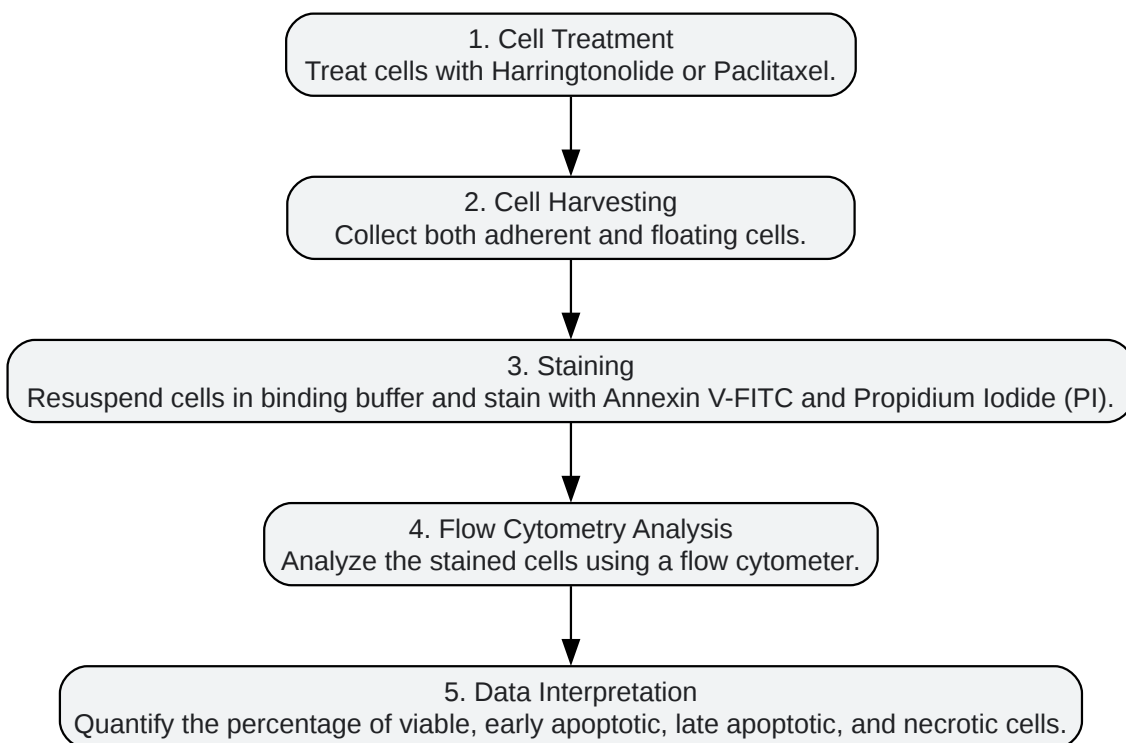 1. Cell Treatment
Treat cells with Harringtonolide or Paclitaxel.
2. Cell Harvesting
Collect both adherent and floating cells.
3. Staining
Resuspend cells in binding buffer and stain with Annexin V-FITC and Propidium Iodide (PI).
4. Flow Cytometry Analysis
Analyze the stained cells using a flow cytometer.
5. Data Interpretation
Quantify the percentage of viable, early apoptotic, late apoptotic, and necrotic cells.